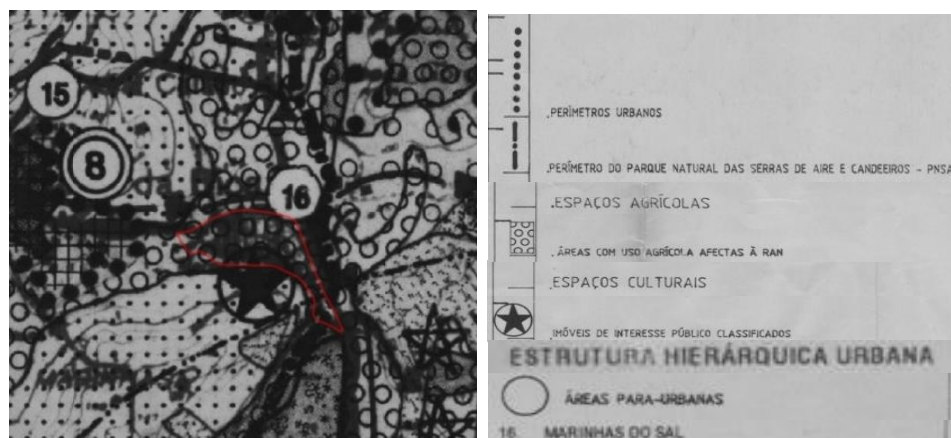 15
8
16
.PERÍMETROS URBANOS
.PERÍMETRO DO PARQUE NATURAL DAS SERRAS DE AIRE E CANDEEIROS - PNSA
.ESPAÇOS AGRÍCOLAS
.ÁREAS COM USO AGRÍCOLA AFECTAS À RAN
.ESPAÇOS CULTURAIS
.IMÓVEIS DE INTERESSE PÚBLICO CLASSIFICADOS
ESTRUTURA HIERÁRQUICA URBANA
ÁREAS PARA-URBANAS
16. MARINHAS DO SAL